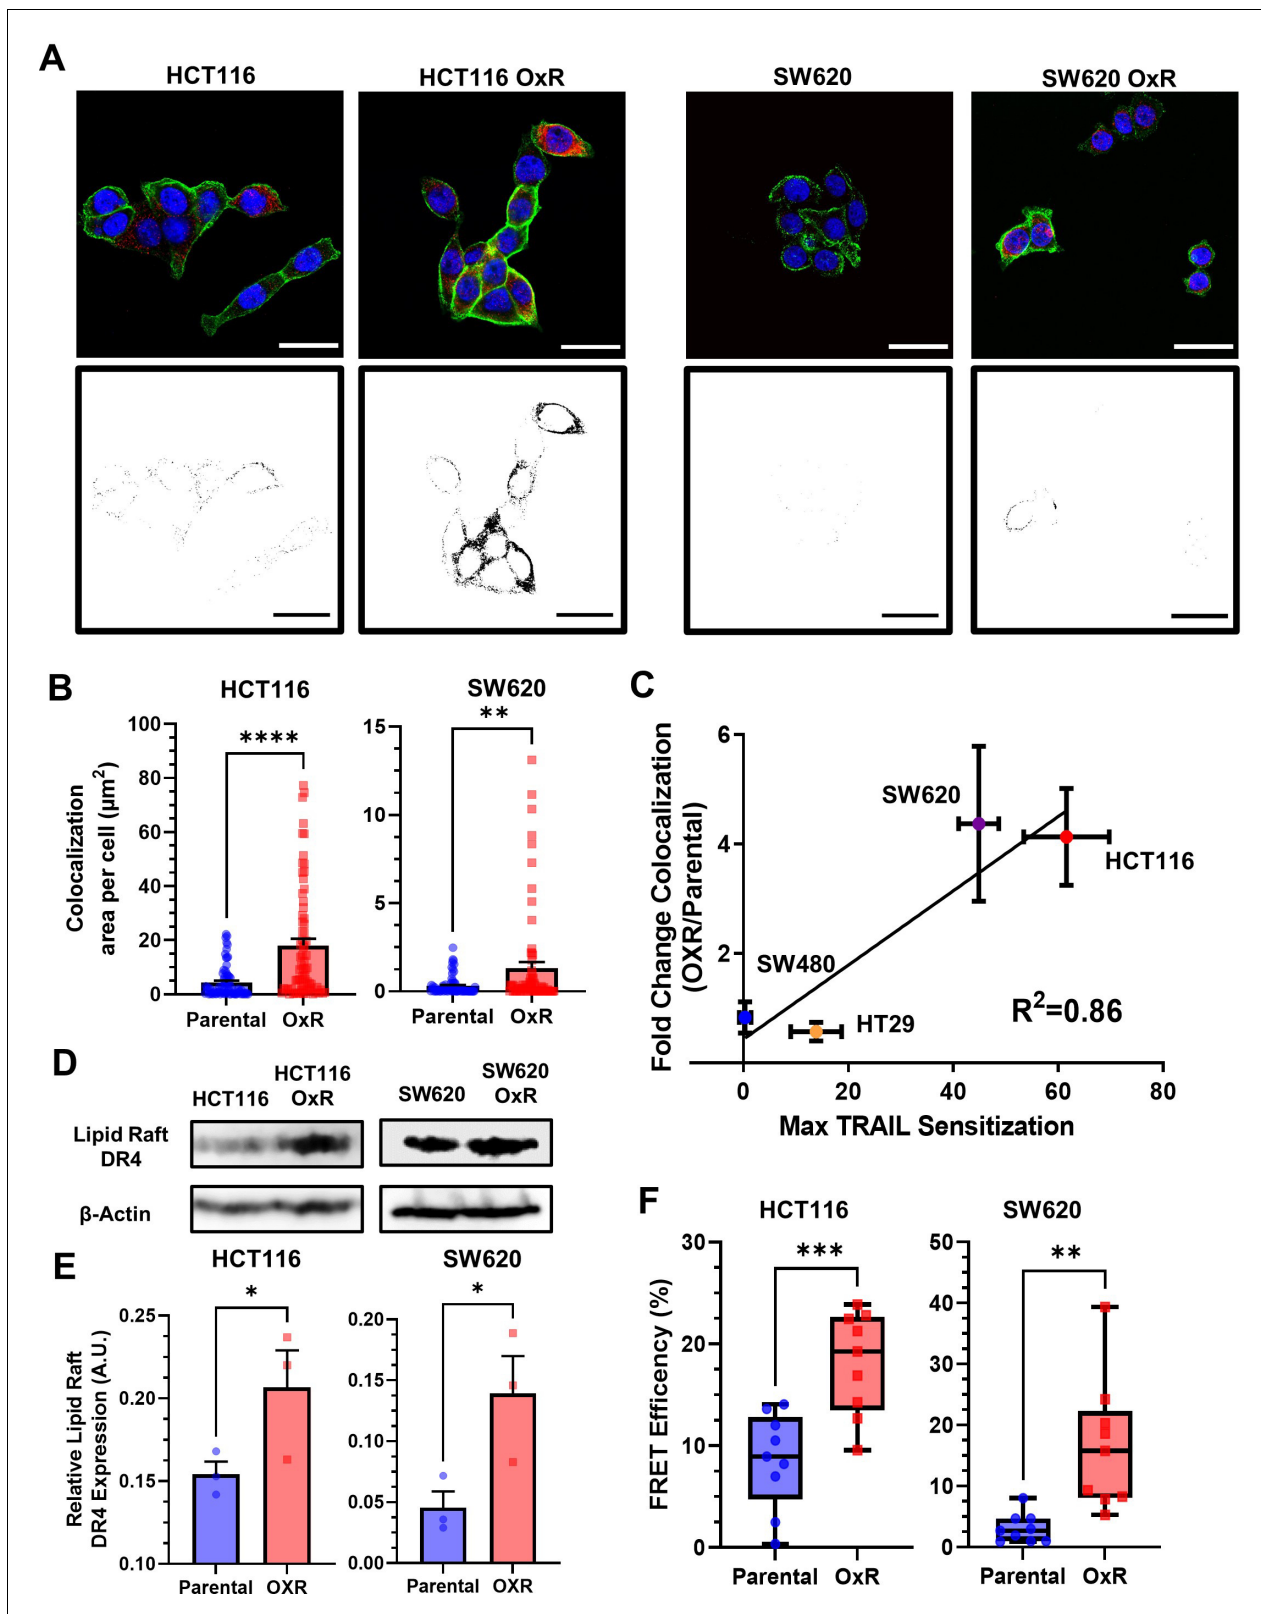 A
HCT116
HCT116 OxR
SW620
SW620 OxR
B
HCT116
SW620
Colocalization
area per cell (µm²)
100
80
60
40
20
0
****
Parental
OxR
15
10
5
0
**
Parental
OxR
C
Fold Change Colocalization
(OXR/Parental)
6
4
2
SW620
HCT116
SW480
HT29
R²=0.86
0
20
40
60
80
Max TRAIL Sensitization
D
HCT116
HCT116
OxR
SW620
SW620
OxR
Lipid Raft
DR4
β-Actin
E
HCT116
SW620
Relative Lipid Raft
DR4 Expression (A.U.)
0.25
0.20
0.15
0.10
*
Parental
OXR
0.20
0.15
0.10
0.05
0.00
*
Parental
OXR
F
HCT116
SW620
FRET Efficency (%)
30
20
10
0
***
Parental
OxR
50
40
30
20
10
0
**
Parental
OxR